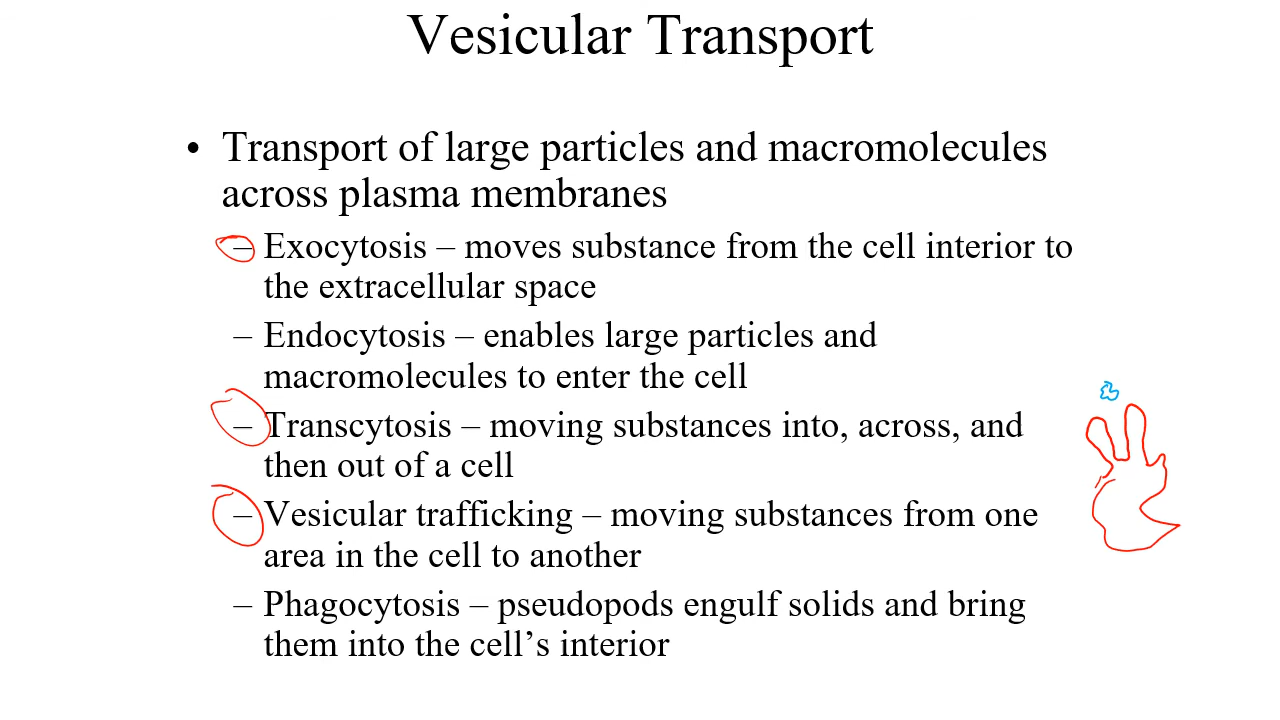 Vesicular Transport
• Transport of large particles and macromolecules
across plasma membranes
– Exocytosis – moves substance from the cell interior to
the extracellular space
– Endocytosis – enables large particles and
macromolecules to enter the cell
– Transcytosis – moving substances into, across, and
then out of a cell
– Vesicular trafficking – moving substances from one
area in the cell to another
– Phagocytosis – pseudopods engulf solids and bring
them into the cell’s interior